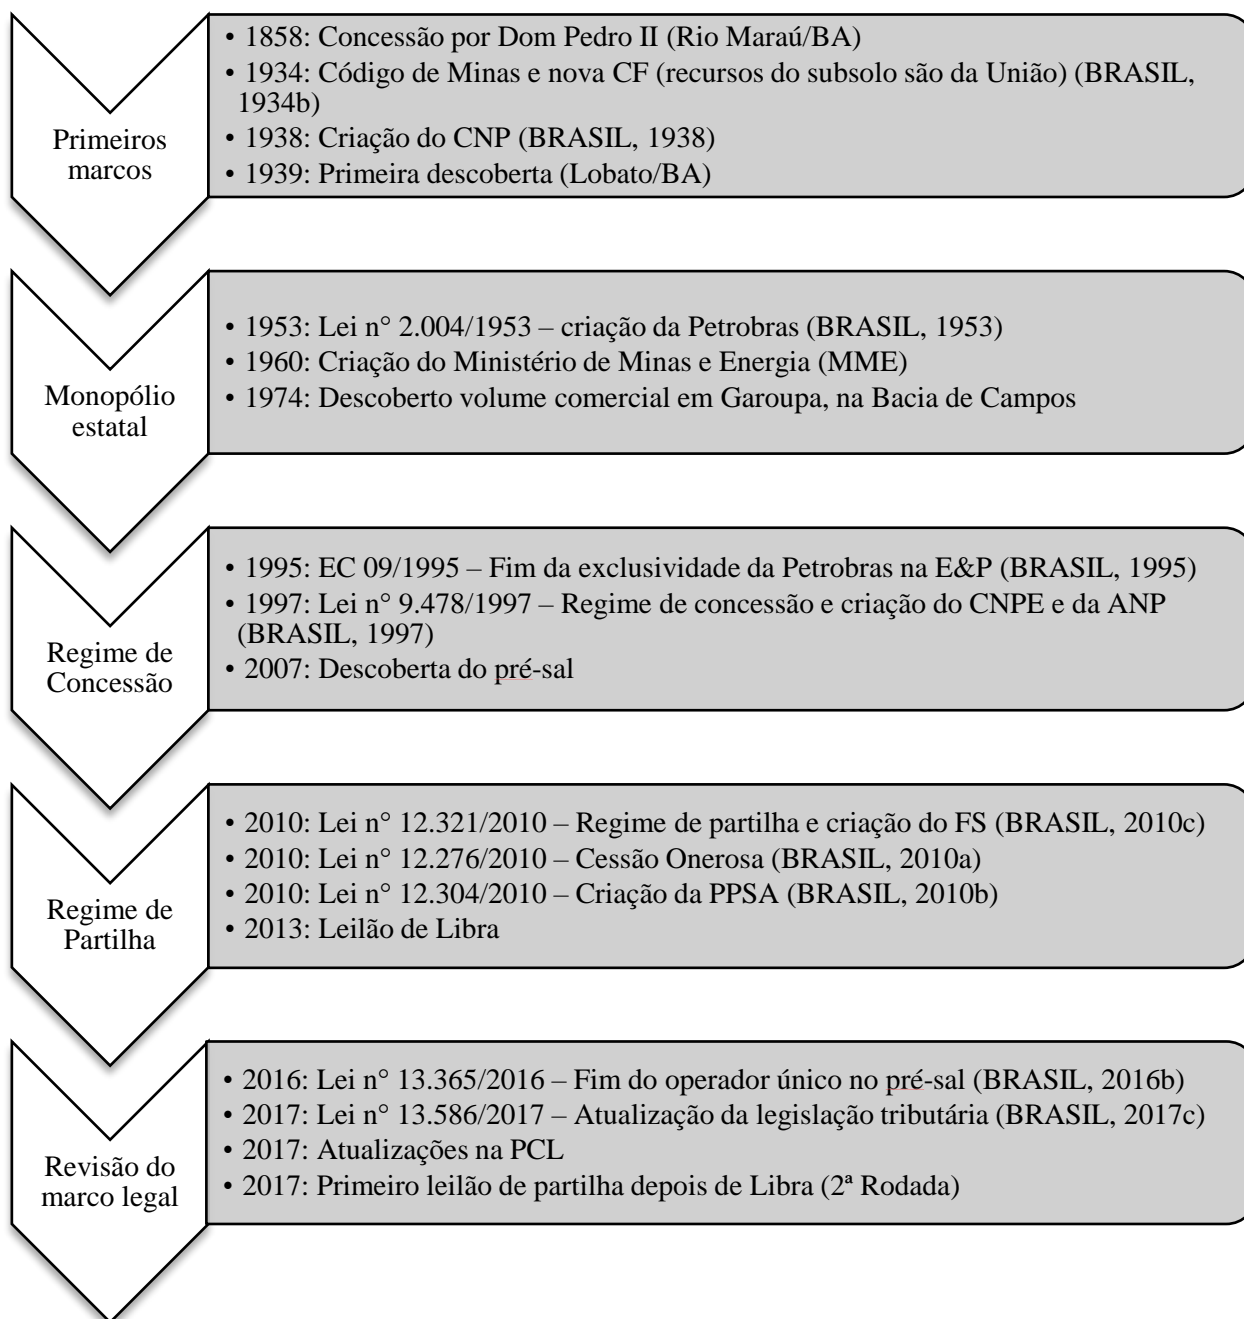 Primeiros
marcos
• 1858: Concessão por Dom Pedro II (Rio Maraú/BA)
• 1934: Código de Minas e nova CF (recursos do subsolo são da União) (BRASIL,
1934b)
• 1938: Criação do CNP (BRASIL, 1938)
• 1939: Primeira descoberta (Lobato/BA)
Monopólio
estatal
• 1953: Lei n° 2.004/1953 – criação da Petrobras (BRASIL, 1953)
• 1960: Criação do Ministério de Minas e Energia (MME)
• 1974: Descoberto volume comercial em Garoupa, na Bacia de Campos
Regime de
Concessão
• 1995: EC 09/1995 – Fim da exclusividade da Petrobras na E&P (BRASIL, 1995)
• 1997: Lei n° 9.478/1997 – Regime de concessão e criação do CNPE e da ANP
(BRASIL, 1997)
• 2007: Descoberta do pré-sal
Regime de
Partilha
• 2010: Lei n° 12.321/2010 – Regime de partilha e criação do FS (BRASIL, 2010c)
• 2010: Lei n° 12.276/2010 – Cessão Onerosa (BRASIL, 2010a)
• 2010: Lei n° 12.304/2010 – Criação da PPSA (BRASIL, 2010b)
• 2013: Leilão de Libra
Revisão do
marco legal
• 2016: Lei n° 13.365/2016 – Fim do operador único no pré-sal (BRASIL, 2016b)
• 2017: Lei n° 13.586/2017 – Atualização da legislação tributária (BRASIL, 2017c)
• 2017: Atualizações na PCL
• 2017: Primeiro leilão de partilha depois de Libra (2ª Rodada)